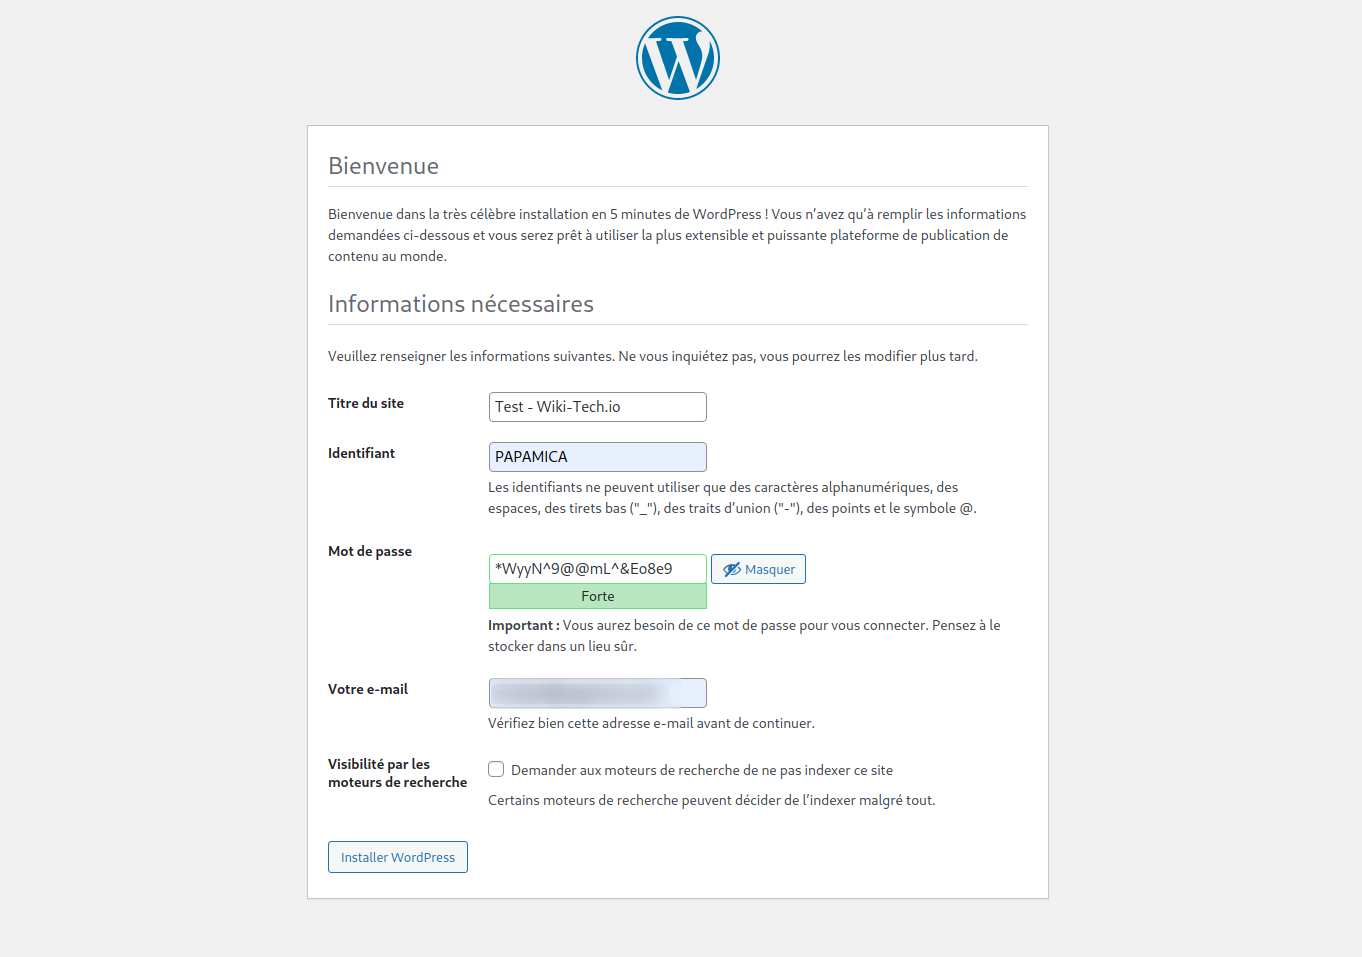 Bienvenue
Bienvenue dans la très célèbre installation en 5 minutes de WordPress ! Vous n’avez qu’à remplir les informations
demandées ci-dessous et vous serez prêt à utiliser la plus extensible et puissante plateforme de publication de
contenu au monde.
Informations nécessaires
Veuillez renseigner les informations suivantes. Ne vous inquiétez pas, vous pourrez les modifier plus tard.
Titre du site
Test - Wiki-Tech.io
Identifiant
PAPAMICA
Les identifiants ne peuvent utiliser que des caractères alphanumériques, des
espaces, des tirets bas ("_"), des traits d’union ("-"), des points et le symbole @.
Mot de passe
*WyyN^9@@mL^&Eo8e9
Masquer
Forte
Important : Vous aurez besoin de ce mot de passe pour vous connecter. Pensez à le
stocker dans un lieu sûr.
Votre e-mail
Vérifiez bien cette adresse e-mail avant de continuer.
Visibilité par les
moteurs de recherche
Demander aux moteurs de recherche de ne pas indexer ce site
Certains moteurs de recherche peuvent décider de l’indexer malgré tout.
Installer WordPress